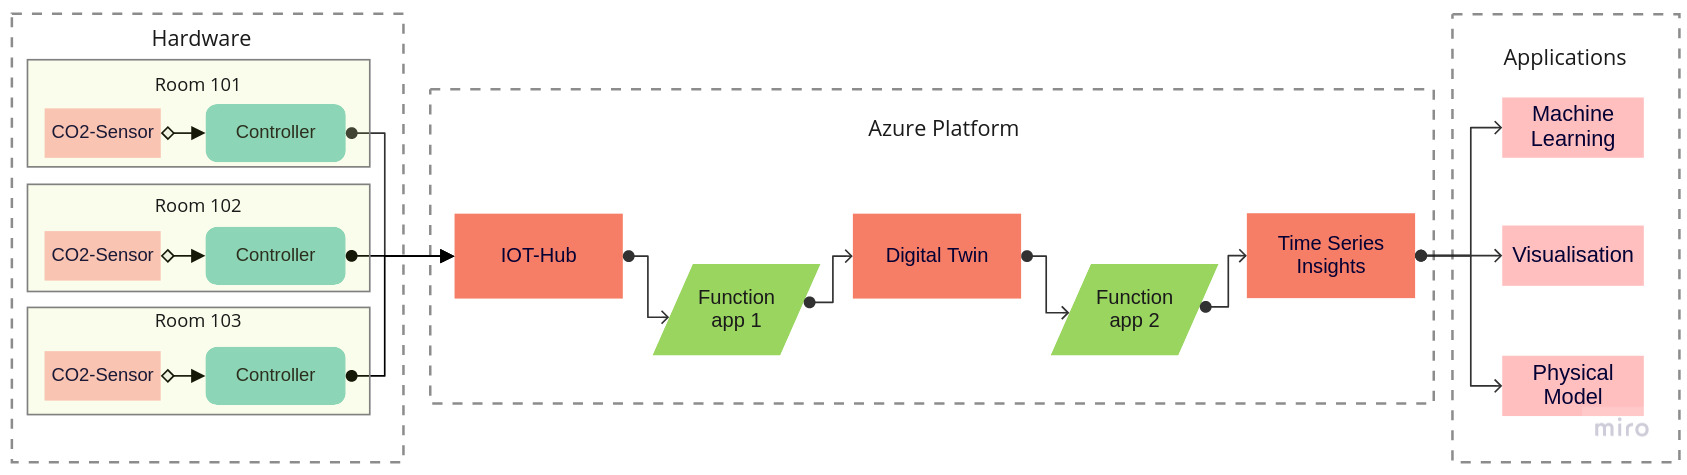 Hardware
Room 101
CO2-Sensor
Controller
Room 102
CO2-Sensor
Controller
Room 103
CO2-Sensor
Controller
Azure Platform
IOT-Hub
Function
app 1
Digital Twin
Function
app 2
Time Series
Insights
Applications
Machine
Learning
Visualisation
Physical
Model
miro